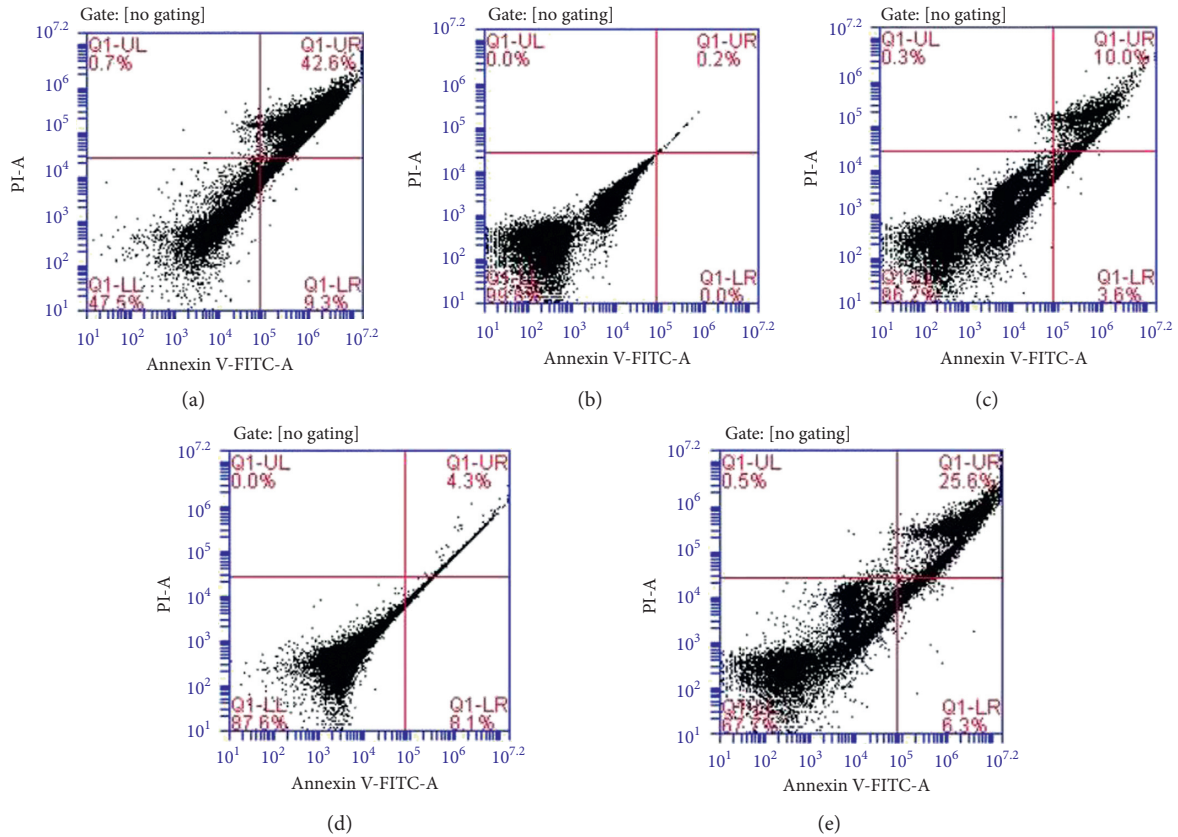 Gate: [no gating]
10^7.2
10^6
10^5
10^4
10^3
10^2
10^1
PI-A
Q1-UL
0.7%
Q1-UR
42.6%
Q1-LL
47.5%
Q1-LR
9.3%
10^1 10^2 10^3 10^4 10^5 10^6 10^7.2
Annexin V-FITC-A
(a)
Gate: [no gating]
10^7.2
10^6
10^5
10^4
10^3
10^2
10^1
PI-A
Q1-UL
0.0%
Q1-UR
0.2%
Q1-LR
0.0%
10^1 10^2 10^3 10^4 10^5 10^6 10^7.2
Annexin V-FITC-A
(b)
Gate: [no gating]
10^7.2
10^6
10^5
10^4
10^3
10^2
10^1
PI-A
Q1-UL
0.3%
Q1-UR
10.0%
86.2%
Q1-LR
3.6%
10^1 10^2 10^3 10^4 10^5 10^6 10^7.2
Annexin V-FITC-A
(c)
Gate: [no gating]
10^7.2
10^6
10^5
10^4
10^3
10^2
10^1
PI-A
Q1-UL
0.0%
Q1-UR
4.3%
Q1-LL
87.6%
Q1-LR
8.1%
10^1 10^2 10^3 10^4 10^5 10^6 10^7.2
Annexin V-FITC-A
(d)
Gate: [no gating]
10^7.2
10^6
10^5
10^4
10^3
10^2
10^1
PI-A
Q1-UL
0.5%
Q1-UR
25.6%
67.7%
Q1-LR
6.3%
10^1 10^2 10^3 10^4 10^5 10^6 10^7.2
Annexin V-FITC-A
(e)